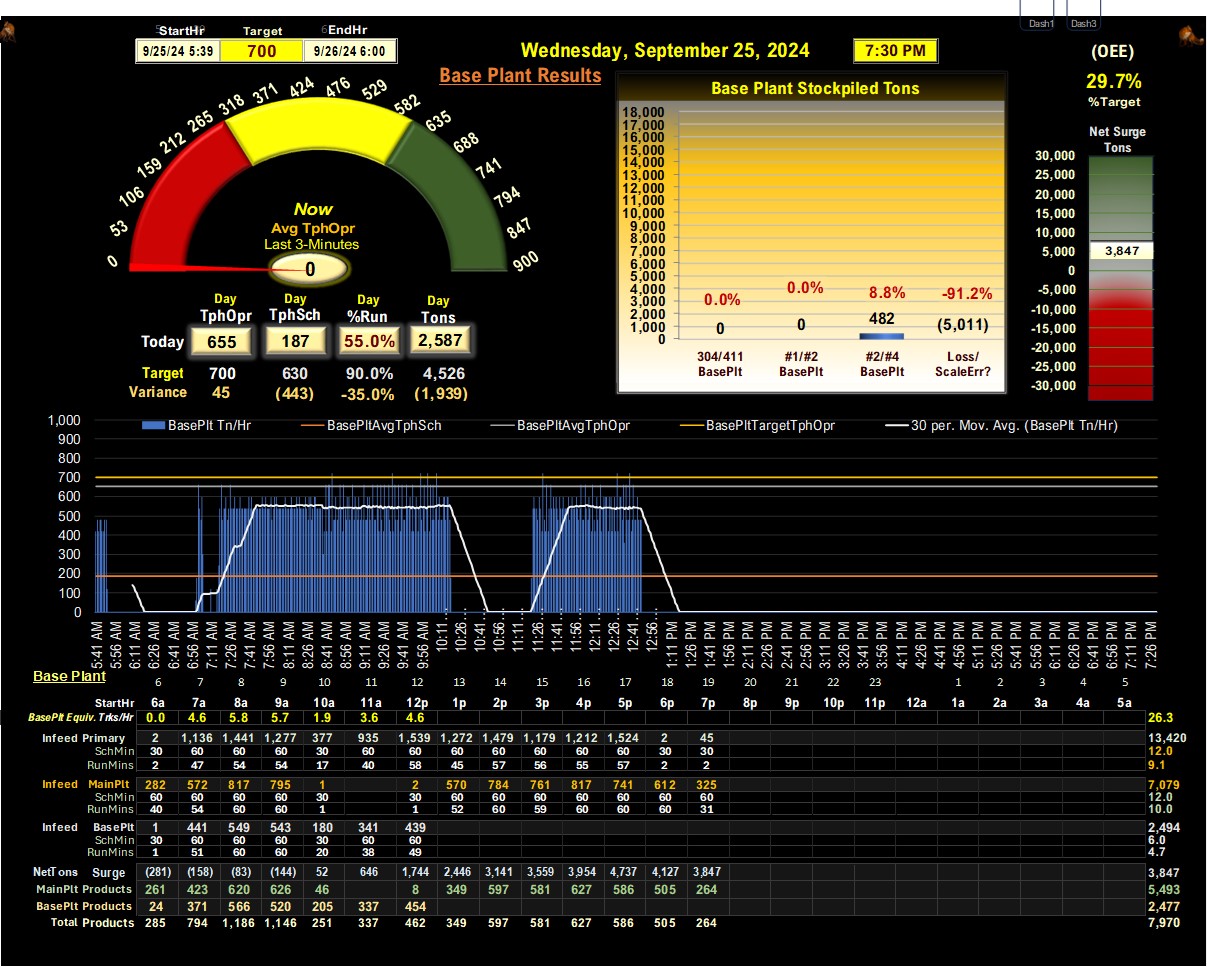 Dash1 Dash3
StartHr Target EndHr
9/25/24 5:39 700 9/26/24 6:00
Wednesday, September 25, 2024 7:30 PM
Base Plant Results
(OEE)
29.7%
%Target
Net Surge
Tons
30,000
25,000
20,000
15,000
10,000
5,000
0
-5,000
-10,000
-15,000
-20,000
-25,000
-30,000
3,847
0 53 106 159 212 265 318 371 424 476 529 582 635 688 741 794 847 900
Now
Avg TphOpr
Last 3-Minutes
0
Base Plant Stockpiled Tons
18,000
17,000
16,000
15,000
14,000
13,000
12,000
11,000
10,000
9,000
8,000
7,000
6,000
5,000
4,000
3,000
2,000
1,000
0
0.0% 0.0% 8.8% -91.2%
0 0 482 (5,011)
304/411 #1/#2 #2/#4 Loss/
BasePlt BasePlt BasePlt ScaleErr?
Day Day Day Day
TphOpr TphSch %Run Tons
Today 655 187 55.0% 2,587
Target 700 630 90.0% 4,526
Variance 45 (443) -35.0% (1,939)
BasePlt Tn/Hr BasePltAvgTphSch BasePltAvgTphOpr BasePltTargetTphOpr 30 per. Mov. Avg. (BasePlt Tn/Hr)
1,000
900
800
700
600
500
400
300
200
100
0
5:41 AM 5:56 AM 6:11 AM 6:26 AM 6:41 AM 6:56 AM 7:11 AM 7:26 AM 7:41 AM 7:56 AM 8:11 AM 8:26 AM 8:41 AM 8:56 AM 9:11 AM 9:26 AM 9:41 AM 9:56 AM 10:11… 10:26… 10:41… 10:56… 11:11… 11:26… 11:41… 11:56… 12:11… 12:26… 12:41… 12:56… 1:11 PM 1:26 PM 1:41 PM 1:56 PM 2:11 PM 2:26 PM 2:41 PM 2:56 PM 3:11 PM 3:26 PM 3:41 PM 3:56 PM 4:11 PM 4:26 PM 4:41 PM 4:56 PM 5:11 PM 5:26 PM 5:41 PM 5:56 PM 6:11 PM 6:26 PM 6:41 PM 6:56 PM 7:11 PM 7:26 PM
Base Plant
6 7 8 9 10 11 12 13 14 15 16 17 18 19 20 21 22 23 1 2 3 4 5
StartHr 6a 7a 8a 9a 10a 11a 12p 1p 2p 3p 4p 5p 6p 7p 8p 9p 10p 11p 12a 1a 2a 3a 4a 5a
BasePlt Equiv. Trks/Hr 0.0 4.6 5.8 5.7 1.9 3.6 4.6 26.3
Infeed Primary 2 1,136 1,441 1,277 377 935 1,539 1,272 1,479 1,179 1,212 1,524 2 45 13,420
SchMin 30 60 60 60 30 60 60 60 60 60 60 60 30 30 12.0
RunMins 2 47 54 54 17 40 58 45 57 56 55 57 2 2 9.1
Infeed MainPlt 282 572 817 795 1 2 570 784 761 817 741 612 325 7,079
SchMin 60 60 60 60 30 30 60 60 60 60 60 60 60 12.0
RunMins 40 54 60 60 1 1 52 60 59 60 60 60 31 10.0
Infeed BasePlt 1 441 549 543 180 341 439 2,494
SchMin 30 60 60 60 30 60 60 6.0
RunMins 1 51 60 60 20 38 49 4.7
NetTons Surge (281) (158) (83) (144) 52 646 1,744 2,446 3,141 3,559 3,954 4,737 4,127 3,847 3,847
MainPlt Products 261 423 620 626 46 8 349 597 581 627 586 505 264 5,493
BasePlt Products 24 371 566 520 205 337 454 2,477
Total Products 285 794 1,186 1,146 251 337 462 349 597 581 627 586 505 264 7,970